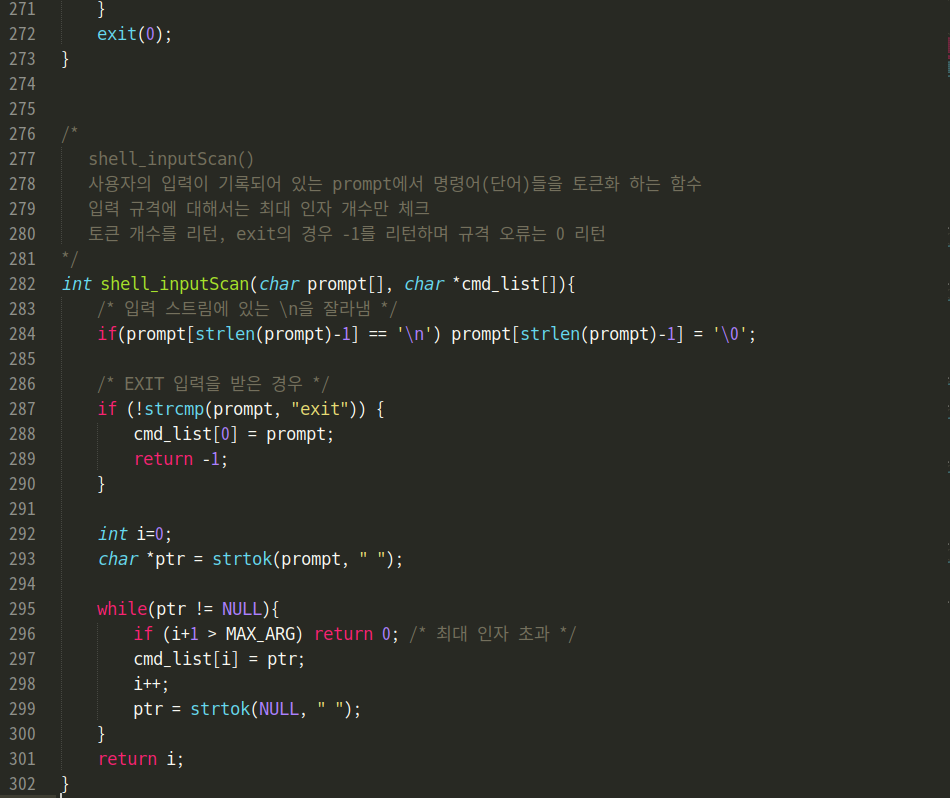 271 }
272 exit(0);
273 }
274
275
276 /*
277 shell_inputScan()
278 사용자의 입력이 기록되어 있는 prompt에서 명령어(단어)들을 토큰화 하는 함수
279 입력 규격에 대해서는 최대 인자 개수만 체크
280 토큰 개수를 리턴, exit의 경우 -1를 리턴하며 규격 오류는 0 리턴
281 */
282 int shell_inputScan(char prompt[], char *cmd_list[]){
283 /* 입력 스트림에 있는 \n을 잘라냄 */
284 if(prompt[strlen(prompt)-1] == '\n') prompt[strlen(prompt)-1] = '\0';
285
286 /* EXIT 입력을 받은 경우 */
287 if (!strcmp(prompt, "exit")) {
288 cmd_list[0] = prompt;
289 return -1;
290 }
291
292 int i=0;
293 char *ptr = strtok(prompt, " ");
294
295 while(ptr != NULL){
296 if (i+1 > MAX_ARG) return 0; /* 최대 인자 초과 */
297 cmd_list[i] = ptr;
298 i++;
299 ptr = strtok(NULL, " ");
300 }
301 return i;
302 }